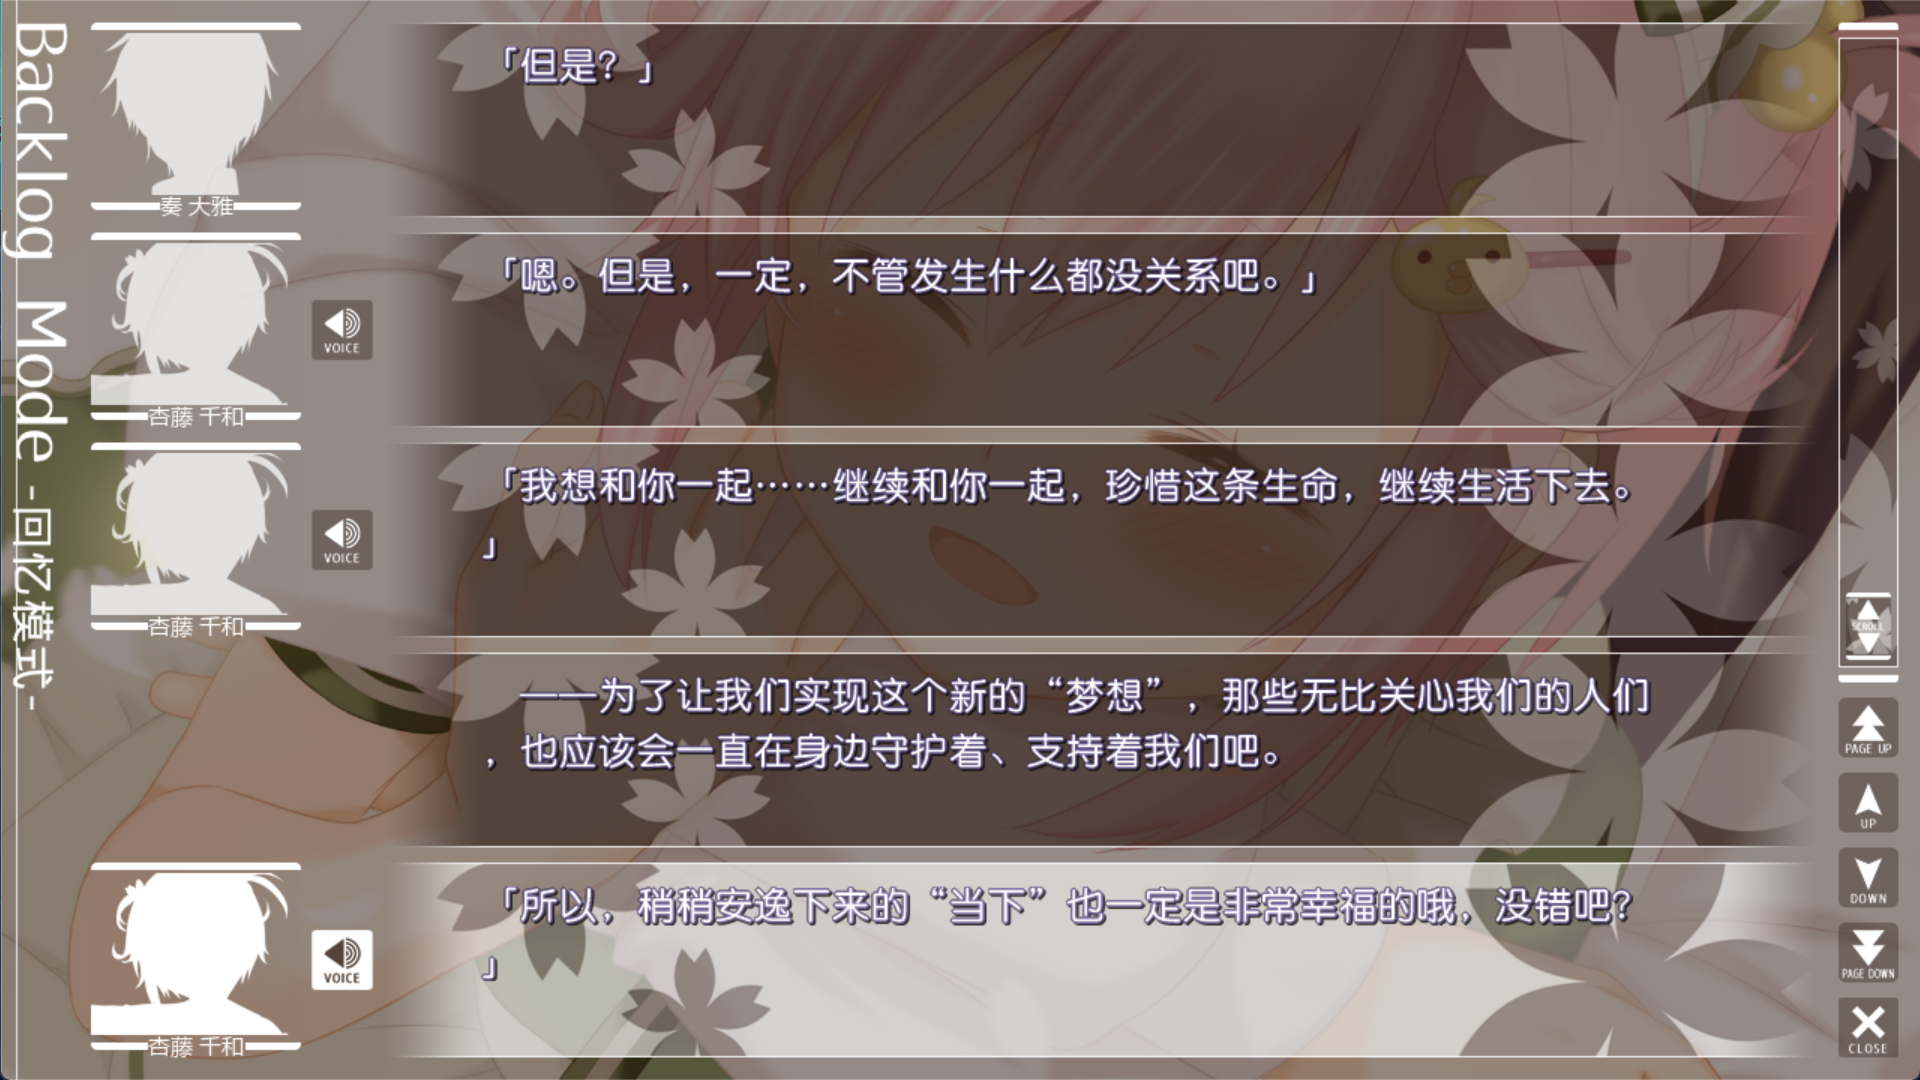 Backlog Mode -回忆模式-
「但是？」
奏 大雅
「嗯。但是，一定，不管发生什么都没关系吧。」
VOICE
杏藤 千和
「我想和你一起……继续和你一起，珍惜这条生命，继续生活下去。
」
VOICE
杏藤 千和
——为了让我们实现这个新的“梦想”，那些无比关心我们的人们
，也应该会一直在身边守护着、支持着我们吧。
「所以，稍稍安逸下来的“当下”也一定是非常幸福的哦，没错吧？
」
VOICE
杏藤 千和
SCROLL
PAGE UP
UP
DOWN
PAGE DOWN
CLOSE